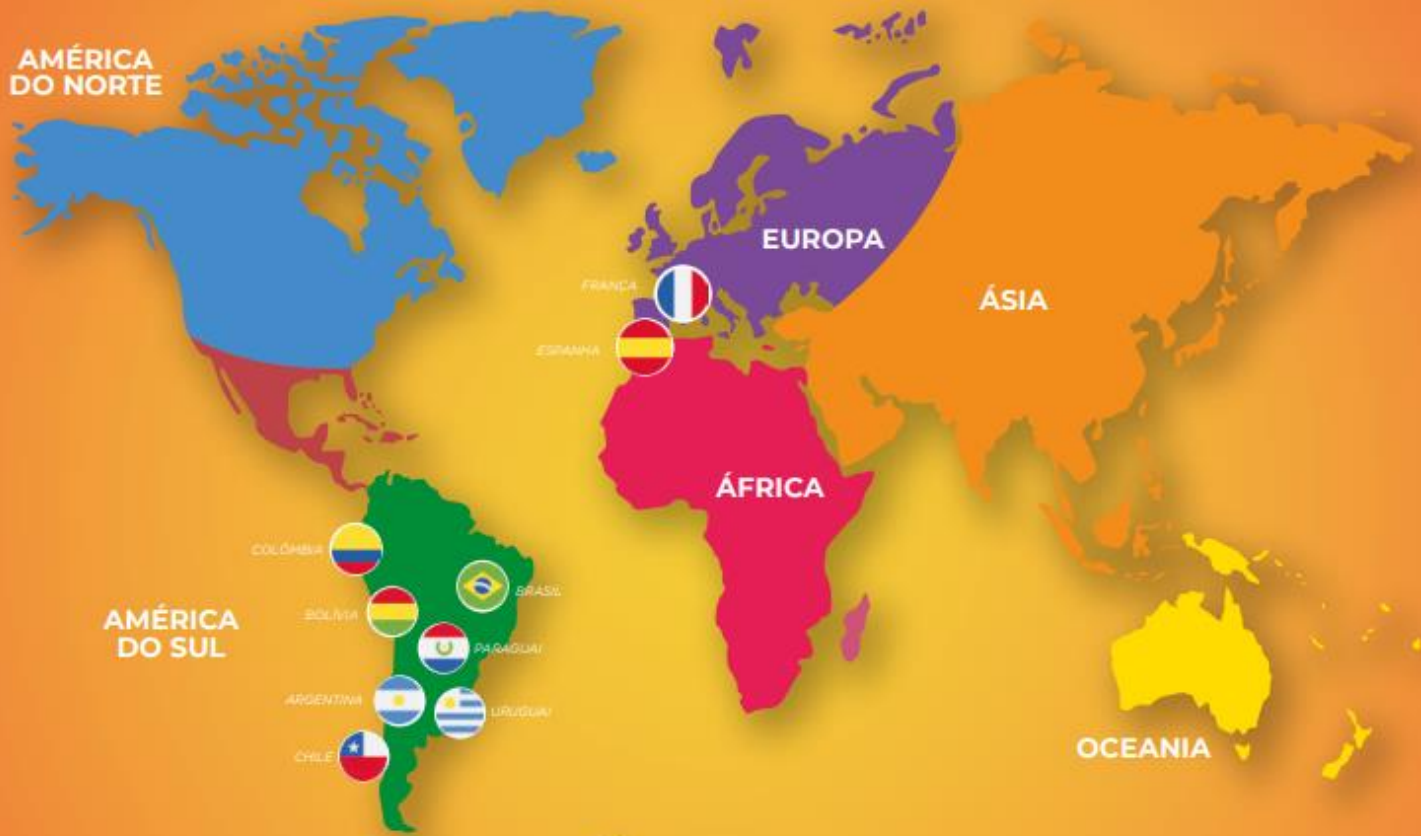 AMÉRICA
DO NORTE
EUROPA
FRANÇA
ÁSIA
ESPANHA
ÁFRICA
COLÔMBIA
BRASIL
BOLÍVIA
AMÉRICA
DO SUL
PARAGUAI
ARGENTINA
URUGUAI
CHILE
OCEANIA